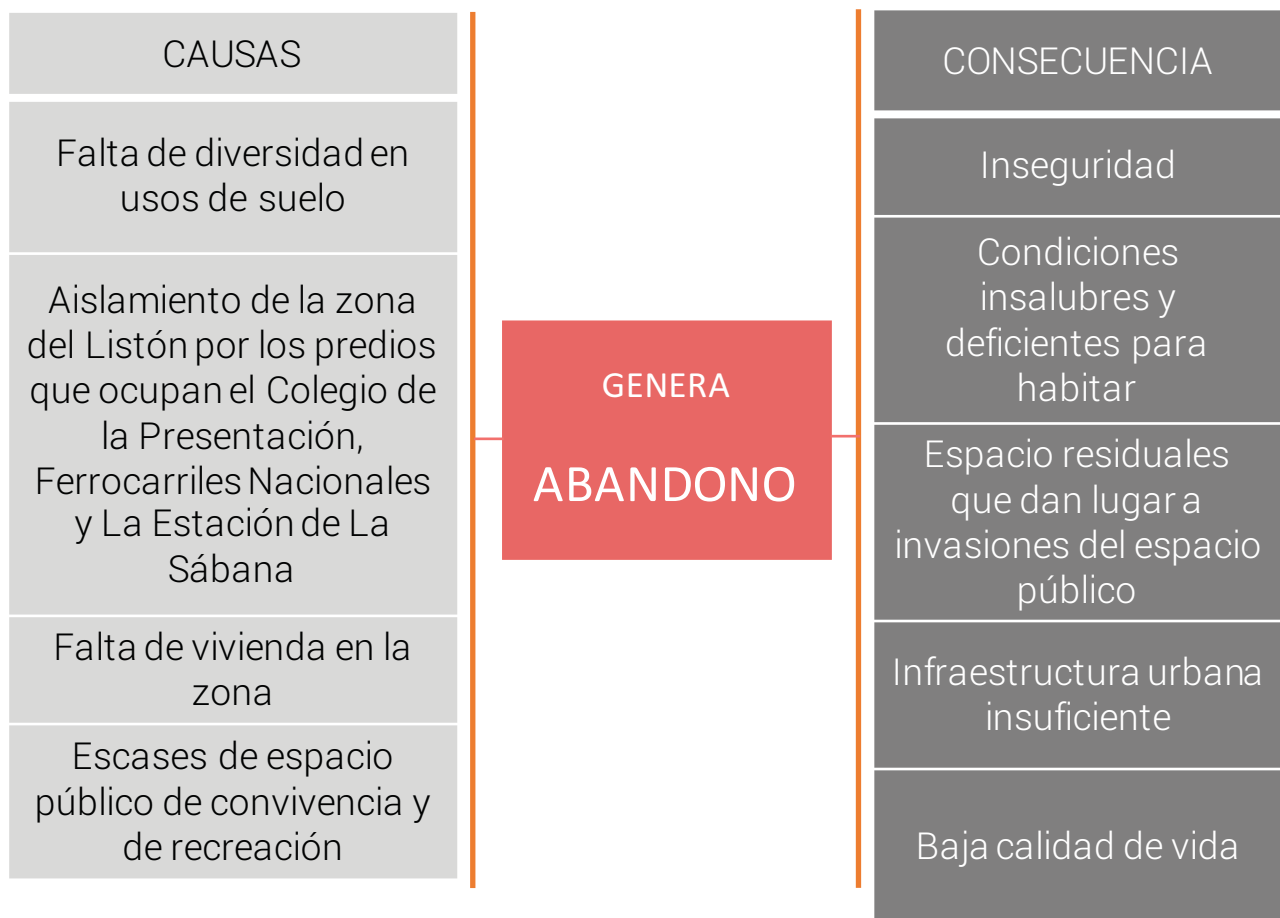 CAUSAS
Falta de diversidad en
usos de suelo
Aislamiento de la zona
del Listón por los predios
que ocupan el Colegio de
la Presentación,
Ferrocarriles Nacionales
y La Estación de La
Sábana
Falta de vivienda en la
zona
Escases de espacio
público de convivencia y
de recreación
GENERA
ABANDONO
CONSECUENCIA
Inseguridad
Condiciones
insalubres y
deficientes para
habitar
Espacio residuales
que dan lugar a
invasiones del espacio
público
Infraestructura urbana
insuficiente
Baja calidad de vida